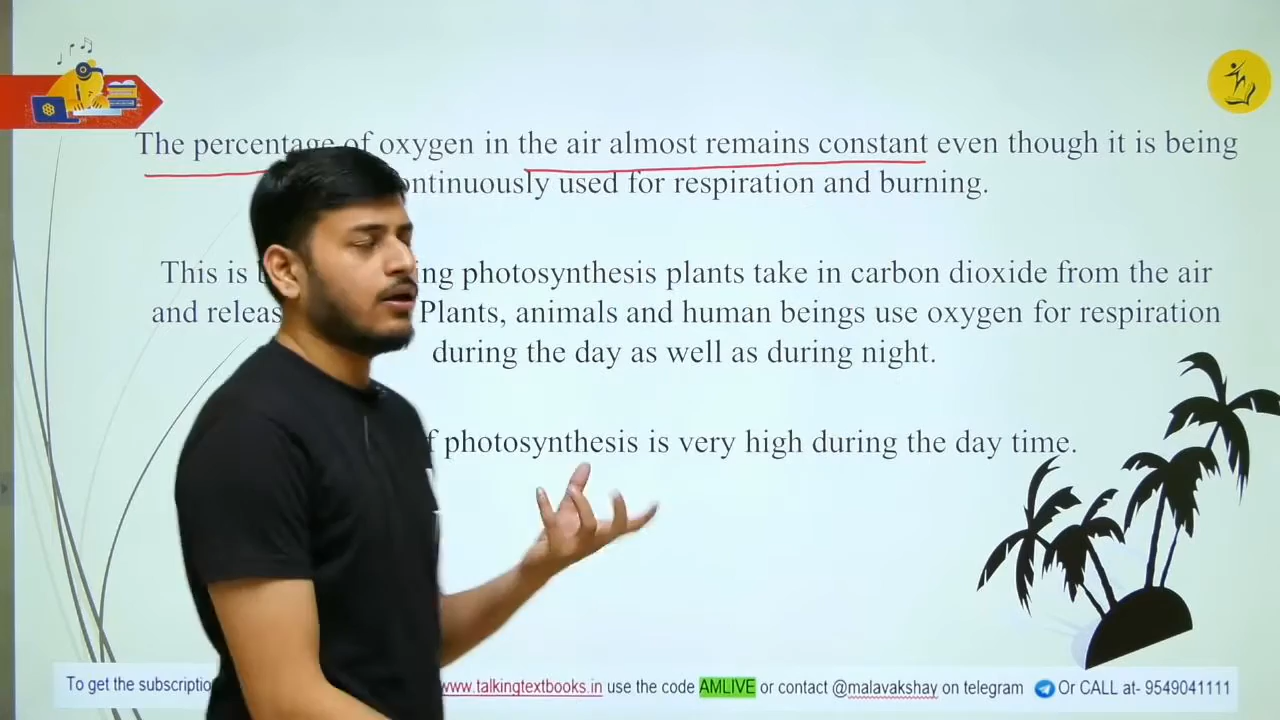 The percentage of oxygen in the air almost remains constant even though it is being
ontinuously used for respiration and burning.
This is ing photosynthesis plants take in carbon dioxide from the air
and releas Plants, animals and human beings use oxygen for respiration
during the day as well as during night.
f photosynthesis is very high during the day time.
To get the subscriptio www.talkingtextbooks.in use the code AMLIVE or contact @malavakshay on telegram Or CALL at- 9549041111